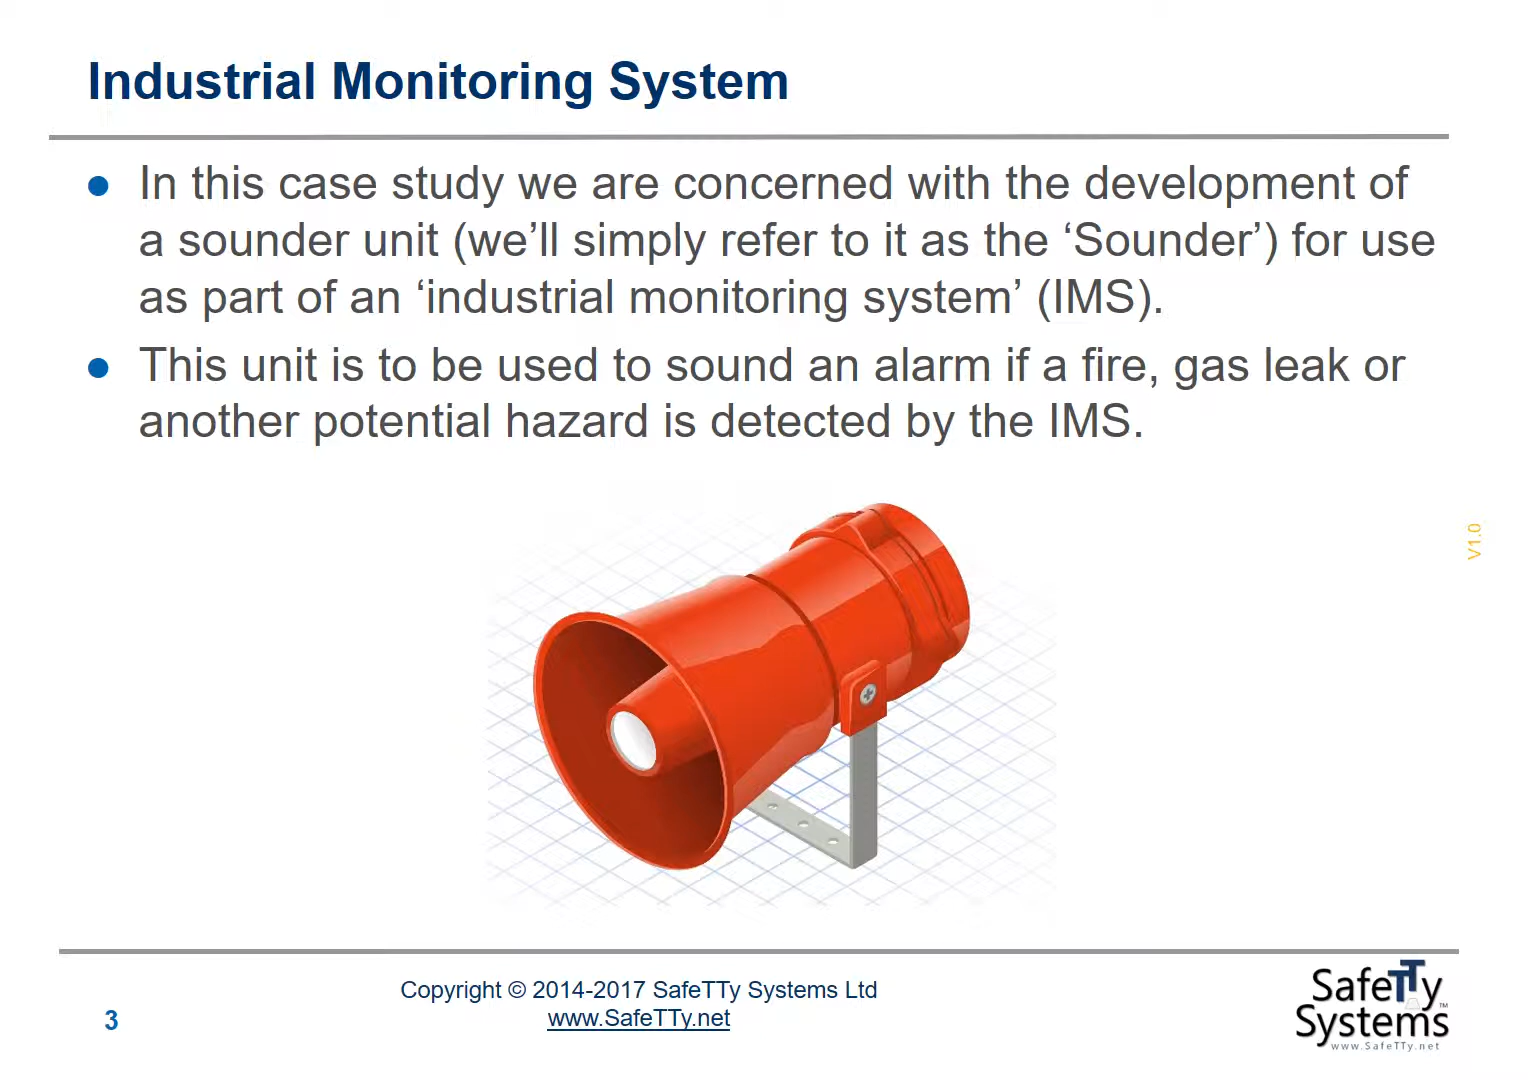 Industrial Monitoring System
● In this case study we are concerned with the development of
a sounder unit (we’ll simply refer to it as the ‘Sounder’) for use
as part of an ‘industrial monitoring system’ (IMS).
● This unit is to be used to sound an alarm if a fire, gas leak or
another potential hazard is detected by the IMS.
V1.0
3
Copyright © 2014-2017 SafeTTy Systems Ltd
www.SafeTTy.net
SafeTTy
Systems™
www.SafeTTy.net